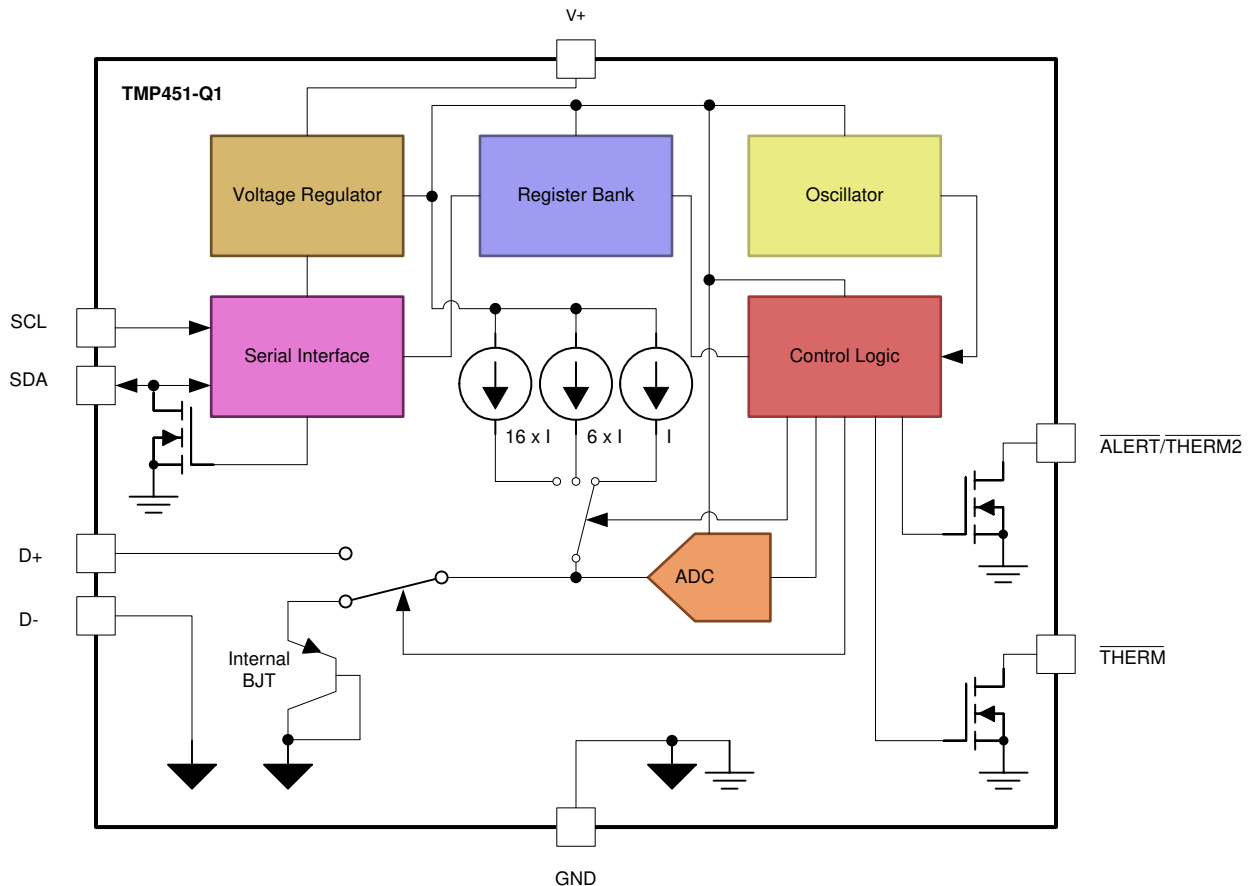 V+
TMP451-Q1
Voltage Regulator
Register Bank
Oscillator
SCL
Serial Interface
Control Logic
SDA
16 x I
6 x I
I
ALERT/THERM2
D+
ADC
D-
Internal
BJT
THERM
GND